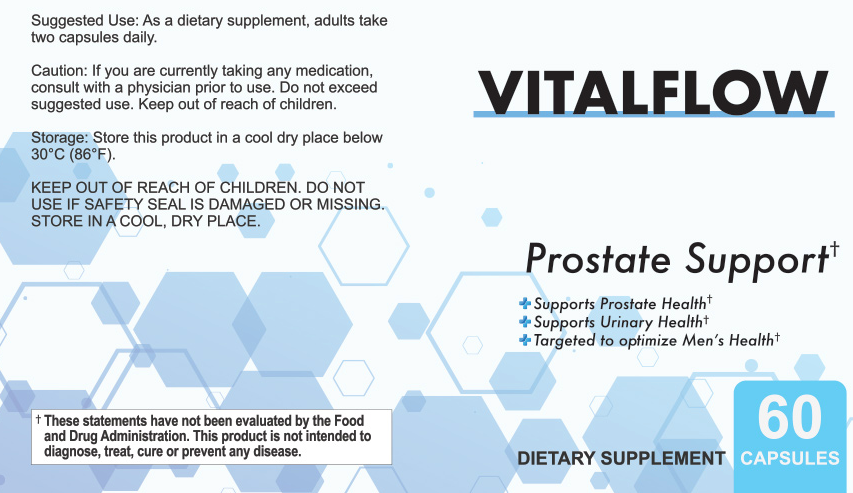 Suggested Use: As a dietary supplement, adults take
two capsules daily.
Caution: If you are currently taking any medication,
consult with a physician prior to use. Do not exceed
suggested use. Keep out of reach of children.
Storage: Store this product in a cool dry place below
30°C (86°F).
KEEP OUT OF REACH OF CHILDREN. DO NOT
USE IF SAFETY SEAL IS DAMAGED OR MISSING.
STORE IN A COOL, DRY PLACE.
† These statements have not been evaluated by the Food
and Drug Administration. This product is not intended to
diagnose, treat, cure or prevent any disease.
VITALFLOW
Prostate Support†
Supports Prostate Health†
Supports Urinary Health†
Targeted to optimize Men's Health†
DIETARY SUPPLEMENT
60
CAPSULES